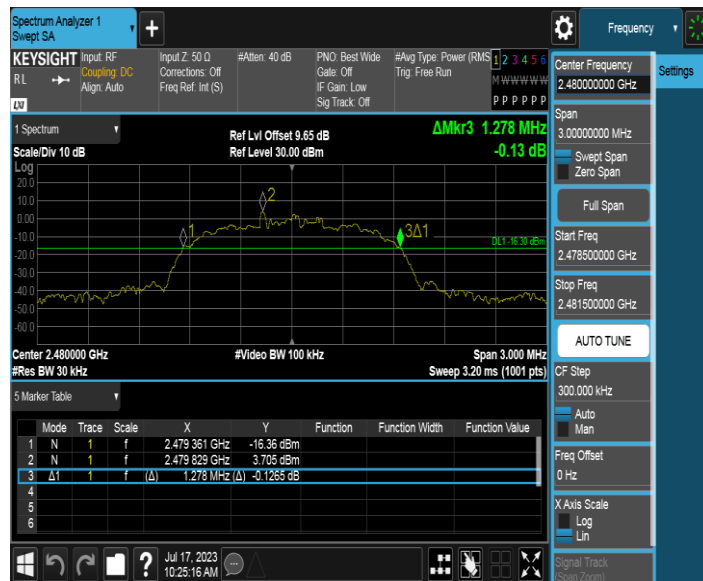 Spectrum Analyzer 1
Swept SA
+
Frequency
KEYSIGHT Input: RF Input Z: 50 Ω #Atten: 40 dB PNO: Best Wide #Avg Type: Power (RMS 1 2 3 4 5 6
RL Coupling: DC Corrections: Off Gate: Off Trig: Free Run M W W W W W
Align: Auto Freq Ref: Int (S) IF Gain: Low
Sig Track: Off P P P P P P
LXI
Center Frequency
2.480000000 GHz
Settings
Span
3.00000000 MHz
Swept Span
Zero Span
Full Span
Start Freq
2.478500000 GHz
Stop Freq
2.481500000 GHz
AUTO TUNE
CF Step
300.000 kHz
Auto
Man
Freq Offset
0 Hz
X Axis Scale
Log
Lin
Signal Track
(Span Zoom)
1 Spectrum
Ref Lvl Offset 9.65 dB ΔMkr3 1.278 MHz
Scale/Div 10 dB Ref Level 30.00 dBm -0.13 dB
Log
20.0
10.0
0.00
-10.0
-20.0
-30.0
-40.0
-50.0
-60.0
1
2
3Δ1
DL1 -16.30 dBm
Center 2.480000 GHz #Video BW 100 kHz Span 3.000 MHz
#Res BW 30 kHz Sweep 3.20 ms (1001 pts)
5 Marker Table
Mode Trace Scale X Y Function Function Width Function Value
1 N 1 f 2.479 361 GHz -16.36 dBm
2 N 1 f 2.479 829 GHz 3.705 dBm
3 Δ1 1 f (Δ) 1.278 MHz (Δ) -0.1265 dB
4
5
6
?
Jul 17, 2023
10:25:16 AM